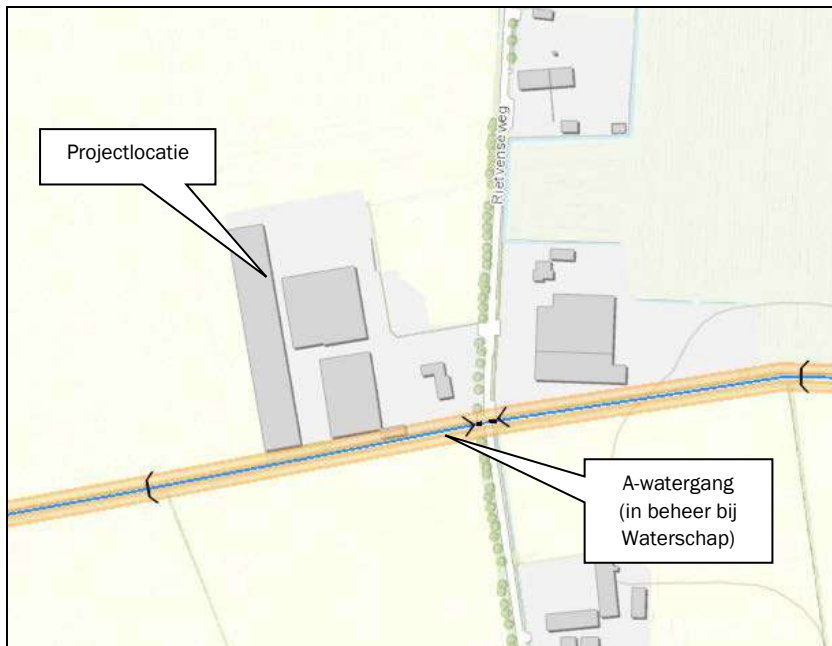 Projectlocatie
Rietvenseweg
A-watergang
(in beheer bij
Waterschap)